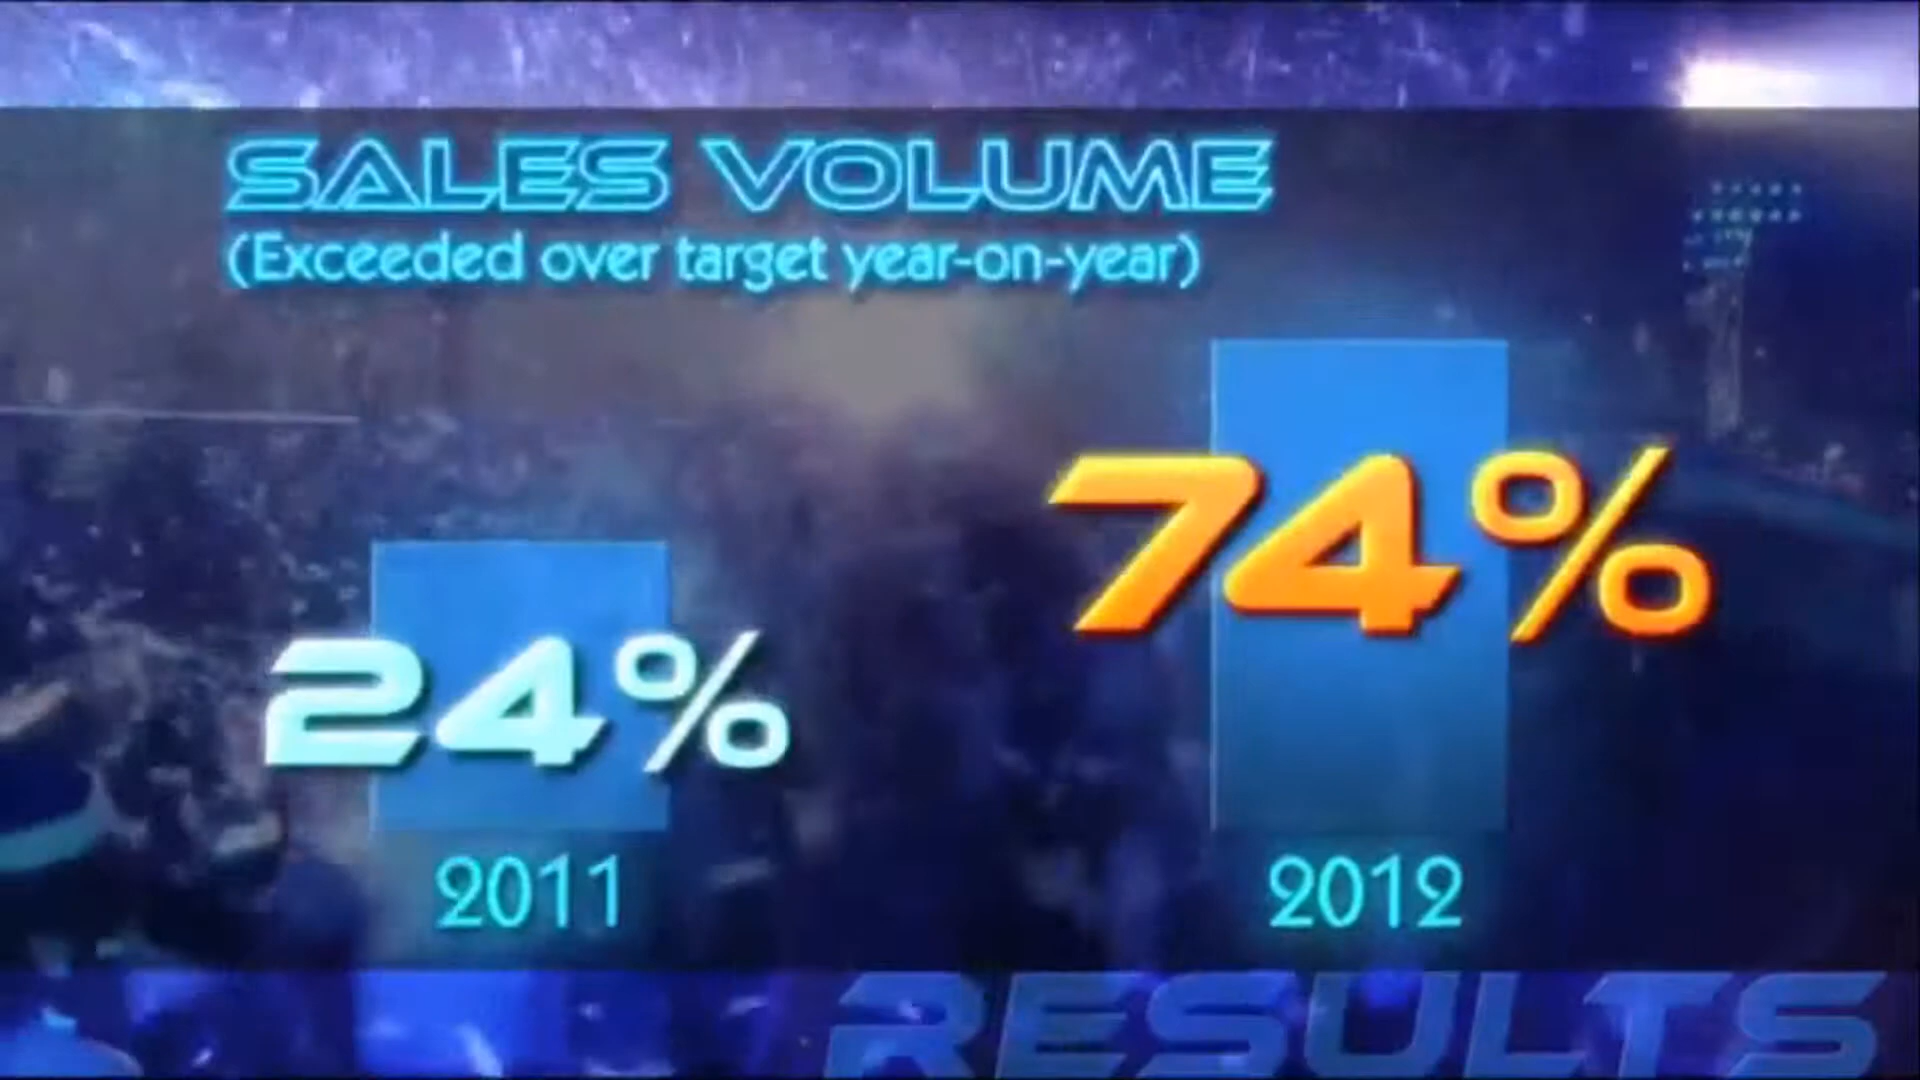 SALES VOLUME
(Exceeded over target year-on-year)
74%
24%
2011
2012
RESULTS